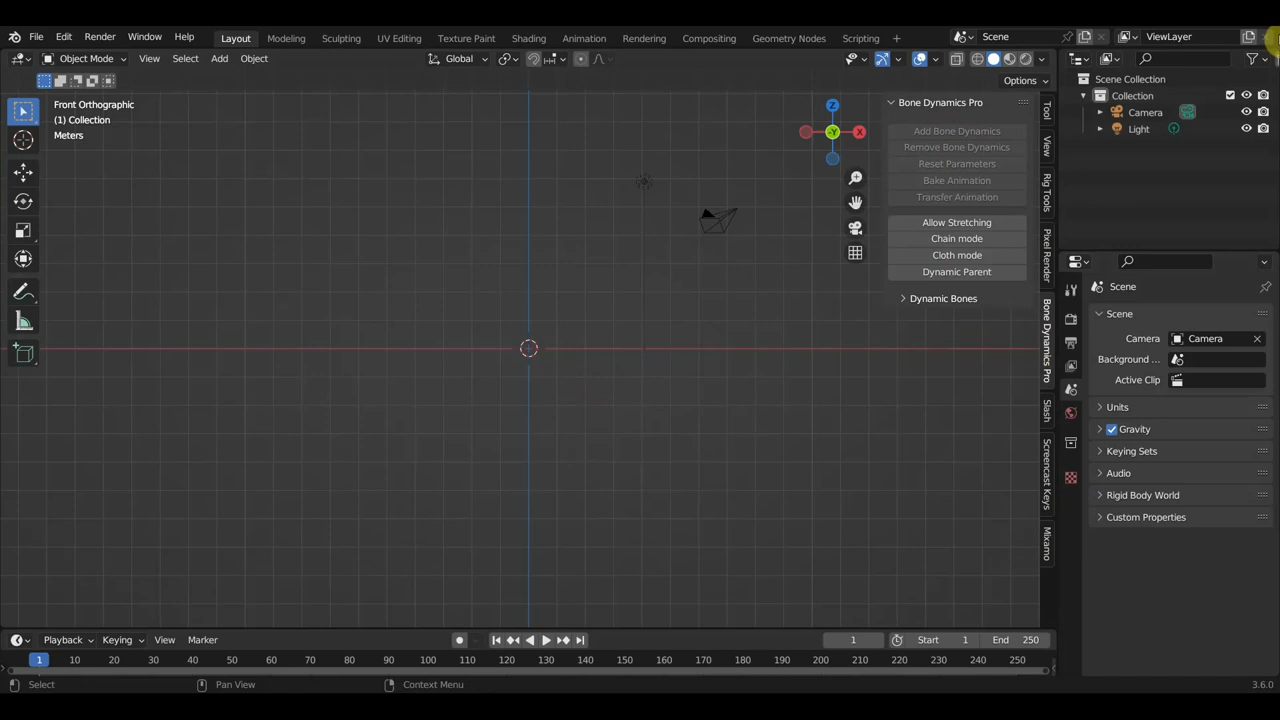 File Edit Render Window Help Layout Modeling Sculpting UV Editing Texture Paint Shading Animation Rendering Compositing Geometry Nodes Scripting + Scene ViewLayer
Object Mode View Select Add Object Global
Options
Front Orthographic
(1) Collection
Meters
Z
-Y
X
Bone Dynamics Pro
Add Bone Dynamics
Remove Bone Dynamics
Reset Parameters
Bake Animation
Transfer Animation
Allow Stretching
Chain mode
Cloth mode
Dynamic Parent
Dynamic Bones
Tool
View
Rig Tools
Pixel Render
Bone Dynamics Pro
Slash
Screencast Keys
Mixamo
Scene Collection
Collection
Camera
Light
Scene
Scene
Camera Camera
Background ...
Active Clip
Units
Gravity
Keying Sets
Audio
Rigid Body World
Custom Properties
Playback Keying View Marker 1 Start 1 End 250
1 10 20 30 40 50 60 70 80 90 100 110 120 130 140 150 160 170 180 190 200 210 220 230 240 250
Select Pan View Context Menu 3.6.0